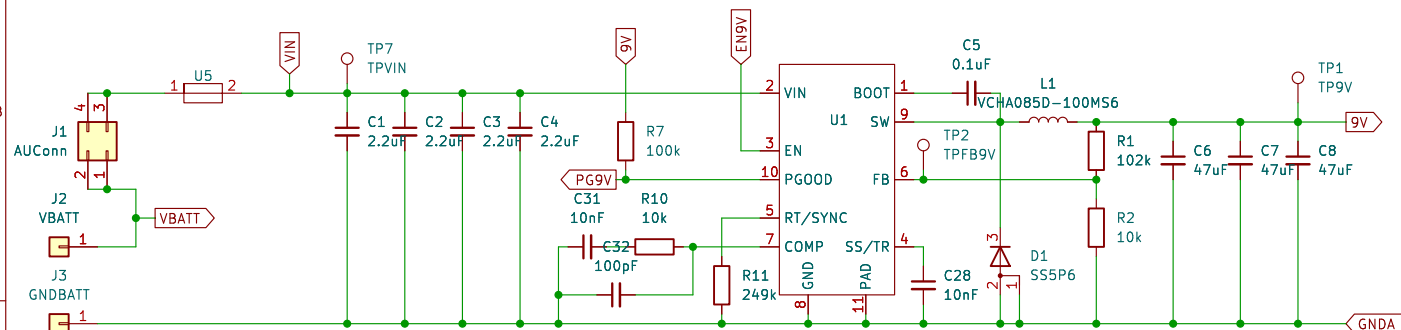 VIN
TP7
TPVIN
9V
EN9V
U5
1
2
4
3
J1
AUConn
2
1
J2
VBATT
1
VBATT
J3
GNDBATT
1
C1
2.2uF
C2
2.2uF
C3
2.2uF
C4
2.2uF
R7
100k
PG9V
C31
10nF
R10
10k
C32
100pF
R11
249k
2
VIN
BOOT
1
U1
SW
9
3
EN
10
PGOOD
FB
6
5
RT/SYNC
7
COMP
SS/TR
4
GND
PAD
8
11
C5
0.1uF
L1
VCHA085D-100MS6
TP2
TPFB9V
C28
10nF
3
D1
SS5P6
2
1
R1
102k
R2
10k
C6
47uF
C7
47uF
C8
47uF
TP1
TP9V
9V
GNDA